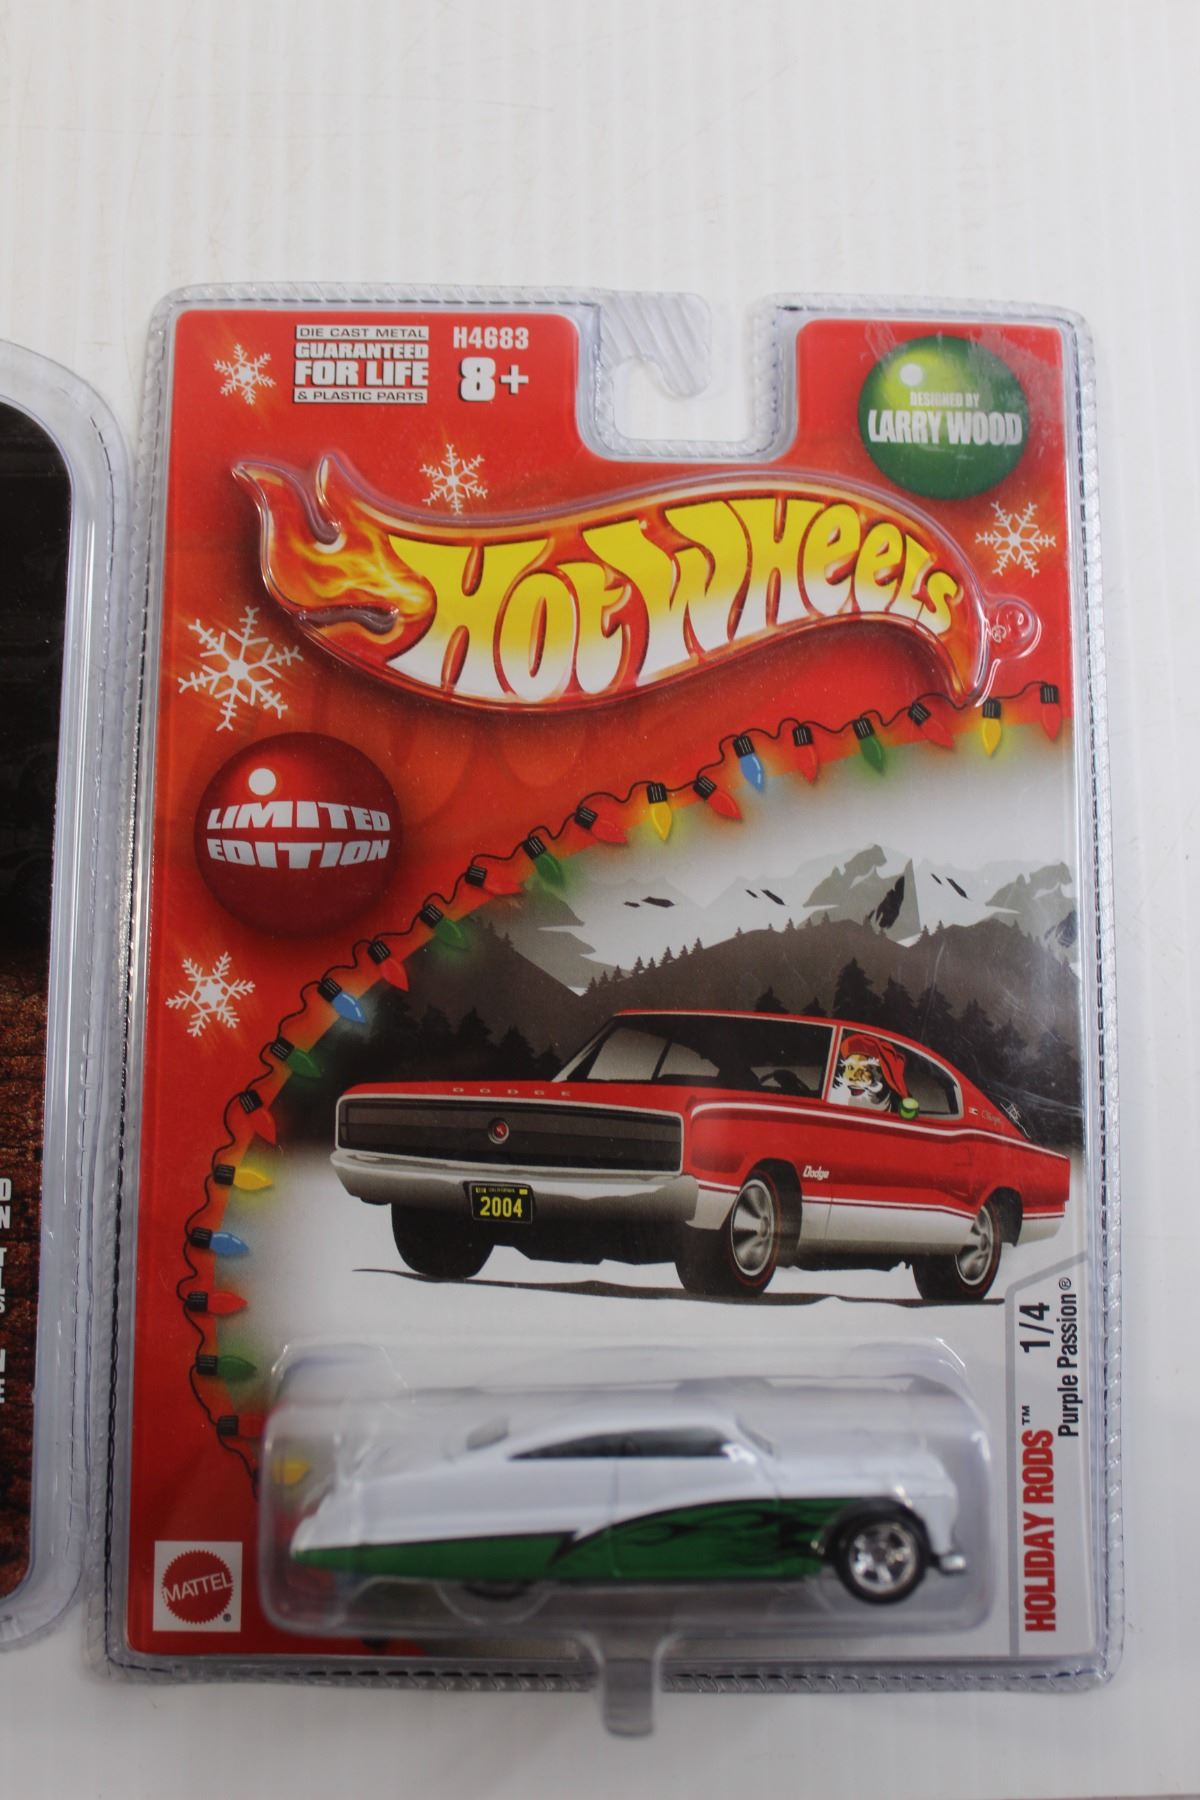 DIE CAST METAL
GUARANTEED
FOR LIFE
& PLASTIC PARTS
H4683
8+
DESIGNED BY
LARRY WOOD
HOT WHEELS
LIMITED
EDITION
DODGE
Dodge
CALIFORNIA
2004
HOLIDAY RODS™ 1/4
Purple Passion®
MATTEL®